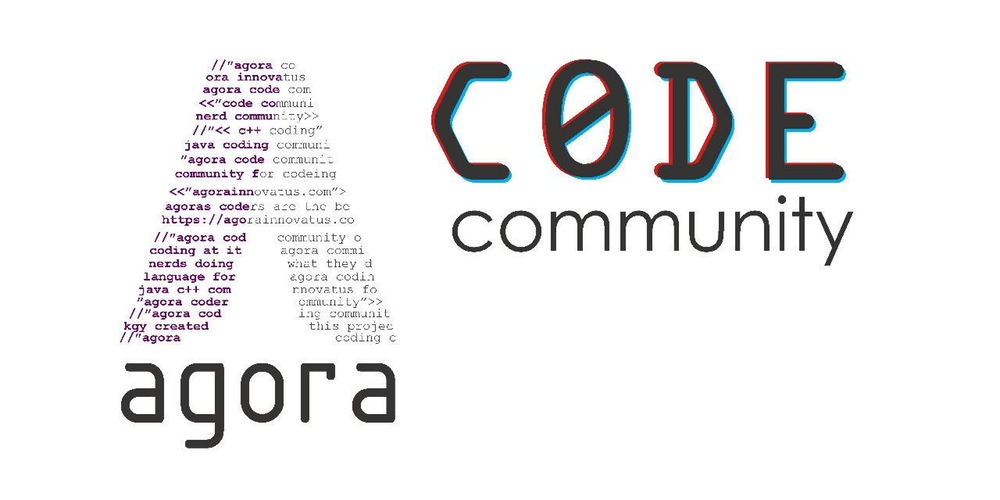 //"agora co
ora innovatus
agora code com
<<"code communi
nerd community>>
//"<< c++ coding"
java coding communi
"agora code communit
community for codeing
<<"agorainnovatus.com">
agoras coders are the be
https://agorainnovatus.co
//"agora cod community o
coding at it agora commi
nerds doing what they d
language for agora codin
java c++ com nnovatus fo
"agora coder ommunity">>
//"agora cod ing communit
kgy created this projec
//"agora coding c
agora
CODE
community